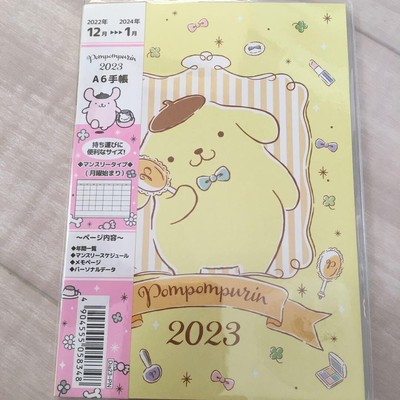 2022年 2024年
12月 ▸▸▸ 1月
Pompompurin
2023
A6手帳
持ち運びに
便利なサイズ!
◆マンスリータイプ◆
(月曜始まり)
～ページ内容～
◆年間一覧
◆マンスリースケジュール
◆メモページ
◆パーソナルデータ
4 904555 058348
Pompompurin
2023